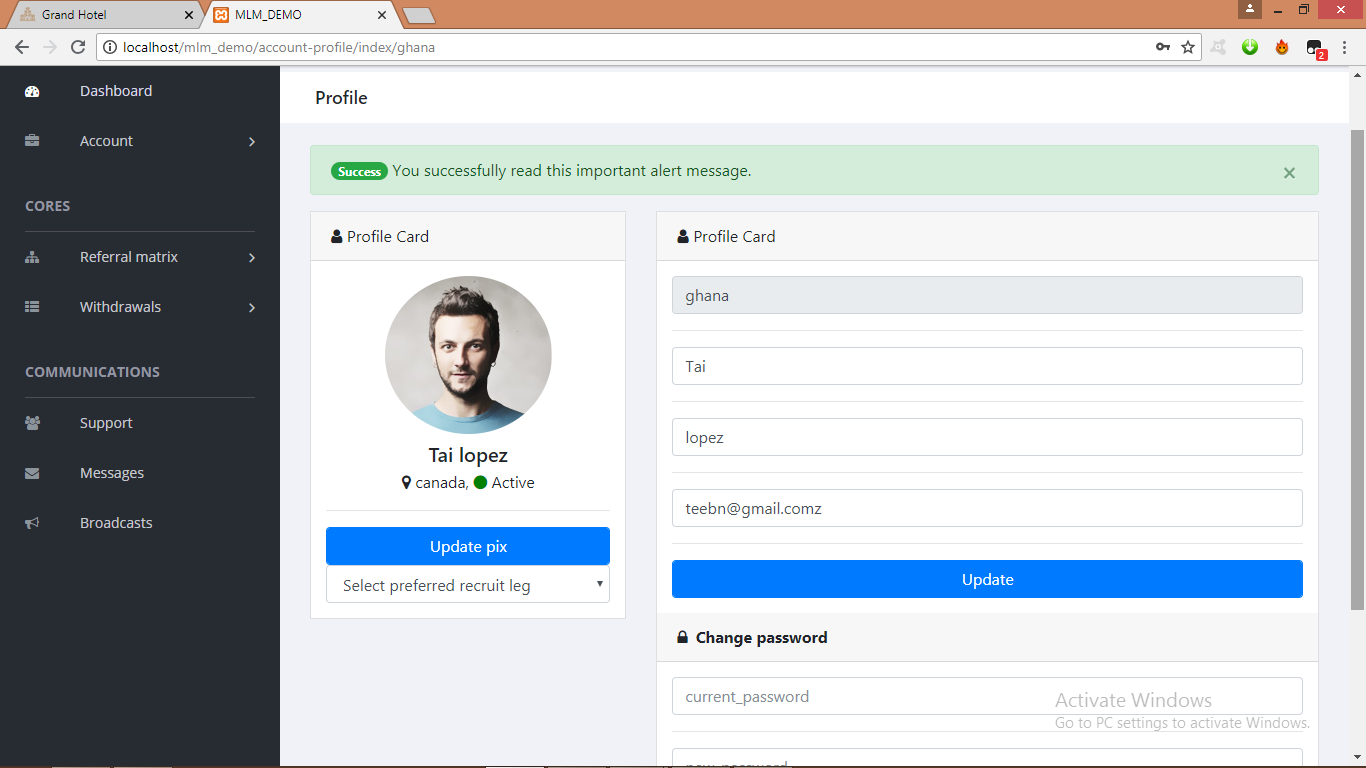 Grand Hotel
MLM_DEMO
localhost/mlm_demo/account-profile/index/ghana
2
Dashboard
Account
CORES
Referral matrix
Withdrawals
COMMUNICATIONS
Support
Messages
Broadcasts
Profile
Success You successfully read this important alert message.
×
Profile Card
Tai lopez
canada, Active
Update pix
Select preferred recruit leg
Profile Card
ghana
Tai
lopez
teebn@gmail.comz
Update
Change password
current_password
Activate Windows
Go to PC settings to activate Windows.
new_password